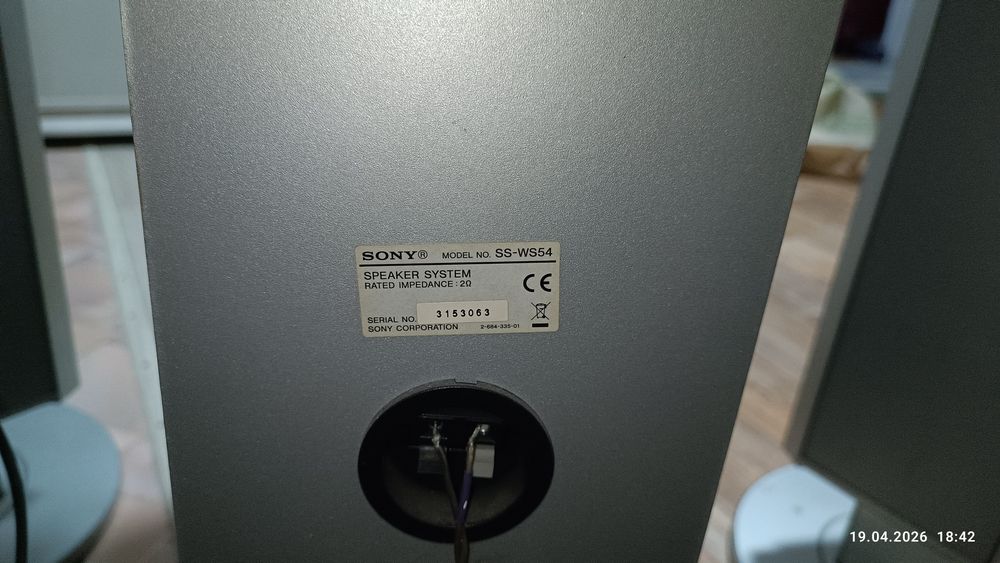 SONY® MODEL NO. SS-WS54
SPEAKER SYSTEM
RATED IMPEDANCE : 2Ω
CE
SERIAL NO. 3153063
SONY CORPORATION 2-684-335-01
19.04.2026 18:42